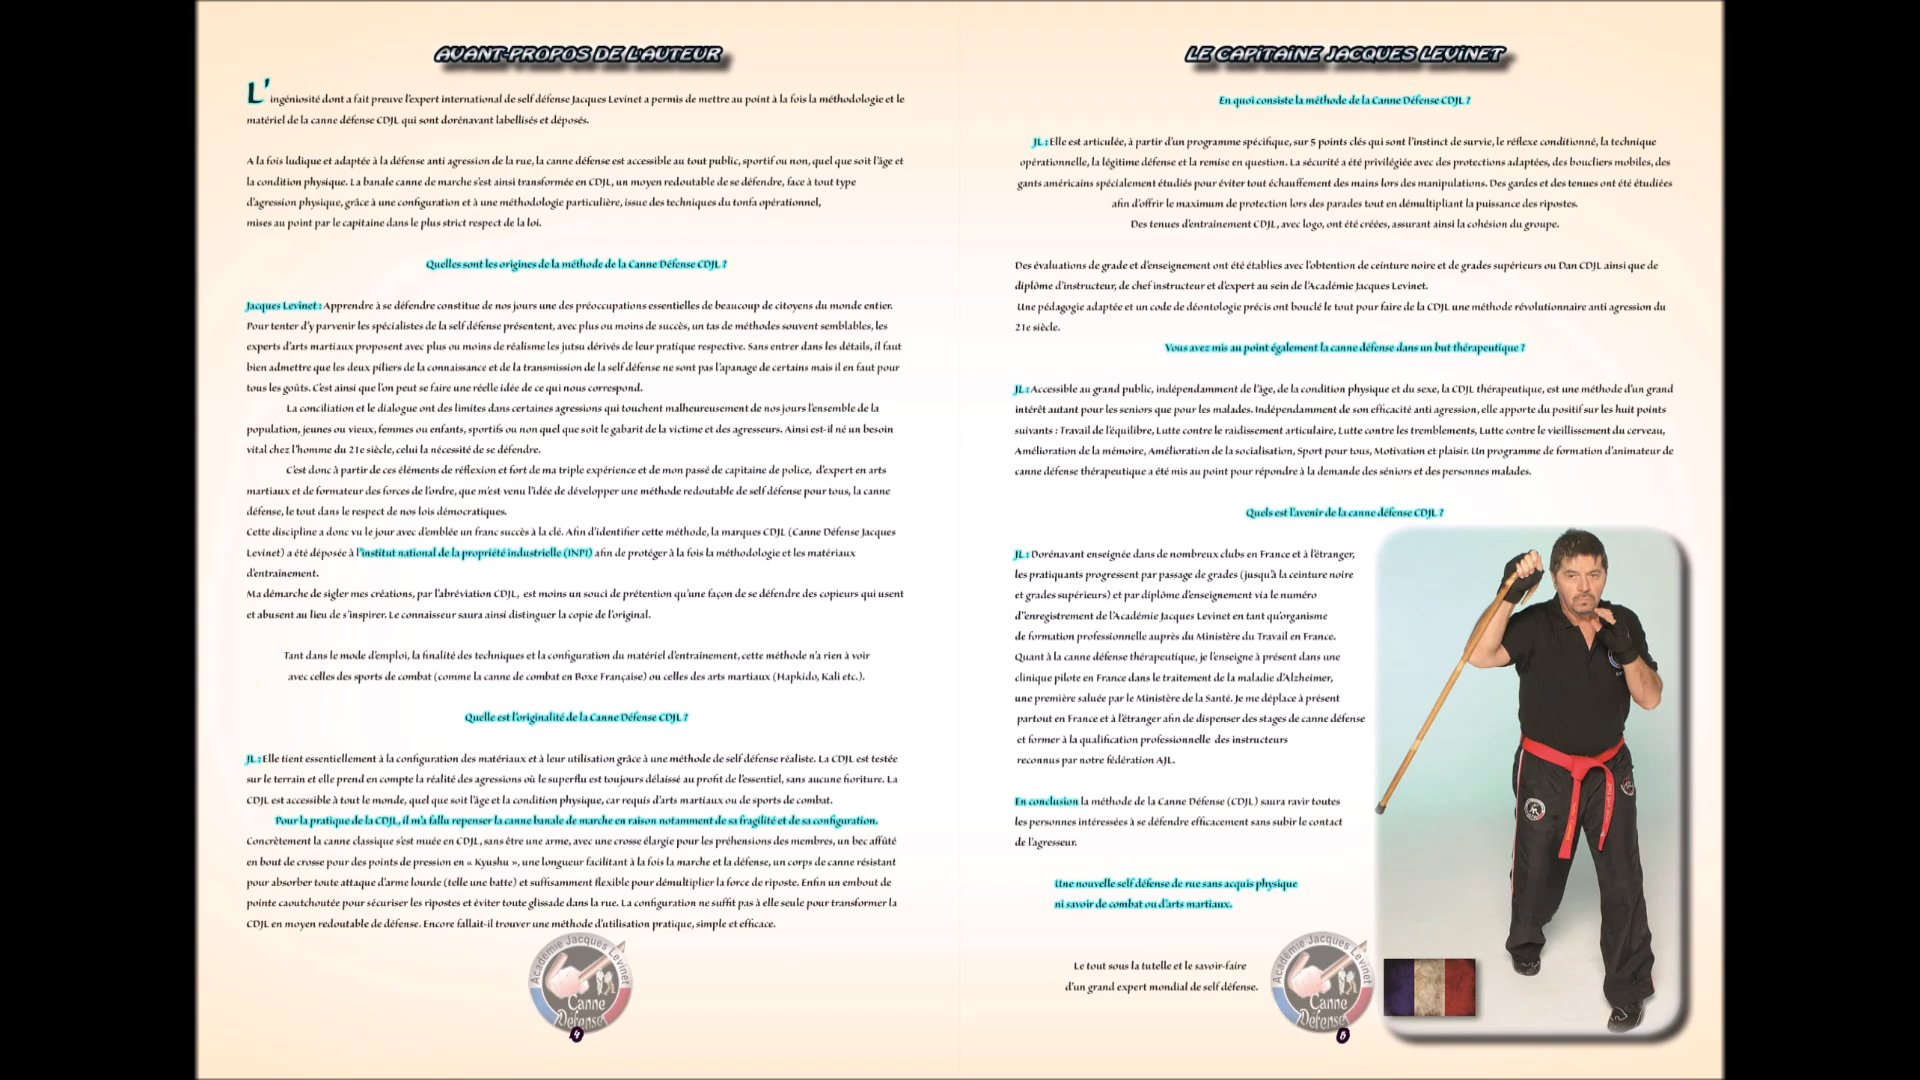 AVANT-PROPOS DE L'AUTEUR
L'ingéniosité dont a fait preuve l'expert international de self défense Jacques Levinet a permis de mettre au point à la fois la méthodologie et le
matériel de la canne défense CDJL qui sont dorénavant labellisés et déposés.
A la fois ludique et adaptée à la défense anti agression de la rue, la canne défense est accessible au tout public, sportif ou non, quel que soit l'âge et
la condition physique. La banale canne de marche s'est ainsi transformée en CDJL, un moyen redoutable de se défendre, face à tout type
d'agression physique, grâce à une configuration et à une méthodologie particulière, issue des techniques du tonfa opérationnel,
mises au point par le capitaine dans le plus strict respect de la loi.
Quelles sont les origines de la méthode de la Canne Défense CDJL ?
Jacques Levinet : Apprendre à se défendre constitue de nos jours une des préoccupations essentielles de beaucoup de citoyens du monde entier.
Pour tenter d'y parvenir les spécialistes de la self défense présentent, avec plus ou moins de succès, un tas de méthodes souvent semblables, les
experts d'arts martiaux proposent avec plus ou moins de réalisme les jutsu dérivés de leur pratique respective. Sans entrer dans les détails, il faut
bien admettre que les deux piliers de la connaissance et de la transmission de la self défense ne sont pas l'apanage de certains mais il en faut pour
tous les goûts. C'est ainsi que l'on peut se faire une réelle idée de ce qui nous correspond.
La conciliation et le dialogue ont des limites dans certaines agressions qui touchent malheureusement de nos jours l'ensemble de la
population, jeunes ou vieux, femmes ou enfants, sportifs ou non quel que soit le gabarit de la victime et des agresseurs. Ainsi est-il né un besoin
vital chez l'homme du 21e siècle, celui la nécessité de se défendre.
C'est donc à partir de ces éléments de réflexion et fort de ma triple expérience et de mon passé de capitaine de police, d'expert en arts
martiaux et de formateur des forces de l'ordre, que m'est venu l'idée de développer une méthode redoutable de self défense pour tous, la canne
défense, le tout dans le respect de nos lois démocratiques.
Cette discipline a donc vu le jour avec d'emblée un franc succès à la clé. Afin d'identifier cette méthode, la marques CDJL (Canne Défense Jacques
Levinet) a été déposée à l'institut national de la propriété industrielle (INPI) afin de protéger à la fois la méthodologie et les matériaux
d'entrainement.
Ma démarche de sigler mes créations, par l'abréviation CDJL, est moins un souci de prétention qu'une façon de se défendre des copieurs qui usent
et abusent au lieu de s'inspirer. Le connaisseur saura ainsi distinguer la copie de l'original.
Tant dans le mode d'emploi, la finalité des techniques et la configuration du matériel d'entrainement, cette méthode n'a rien à voir
avec celles des sports de combat (comme la canne de combat en Boxe Française) ou celles des arts martiaux (Hapkido, Kali etc.).
Quelle est l'originalité de la Canne Défense CDJL ?
JL : Elle tient essentiellement à la configuration des matériaux et à leur utilisation grâce à une méthode de self défense réaliste. La CDJL est testée
sur le terrain et elle prend en compte la réalité des agressions où le superflu est toujours délaissé au profit de l'essentiel, sans aucune fioriture. La
CDJL est accessible à tout le monde, quel que soit l'âge et la condition physique, car requis d'arts martiaux ou de sports de combat.
Pour la pratique de la CDJL, il m'a fallu repenser la canne banale de marche en raison notamment de sa fragilité et de sa configuration.
Concrètement la canne classique s'est muée en CDJL, sans être une arme, avec une crosse élargie pour les préhensions des membres, un bec affûté
en bout de crosse pour des points de pression en « Kyushu », une longueur facilitant à la fois la marche et la défense, un corps de canne résistant
pour absorber toute attaque d'arme lourde (telle une batte) et suffisamment flexible pour démultiplier la force de riposte. Enfin un embout de
pointe caoutchoutée pour sécuriser les ripostes et éviter toute glissade dans la rue. La configuration ne suffit pas à elle seule pour transformer la
CDJL en moyen redoutable de défense. Encore fallait-il trouver une méthode d'utilisation pratique, simple et efficace.
Académie Jacques Levinet
Canne
Défense
4
LE CAPITAINE JACQUES LEVINET
En quoi consiste la méthode de la Canne Défense CDJL ?
JL : Elle est articulée, à partir d'un programme spécifique, sur 5 points clés qui sont l'instinct de survie, le réflexe conditionné, la technique
opérationnelle, la légitime défense et la remise en question. La sécurité a été privilégiée avec des protections adaptées, des boucliers mobiles, des
gants américains spécialement étudiés pour éviter tout échauffement des mains lors des manipulations. Des gardes et des tenues ont été étudiées
afin d'offrir le maximum de protection lors des parades tout en démultipliant la puissance des ripostes.
Des tenues d'entrainement CDJL, avec logo, ont été créées, assurant ainsi la cohésion du groupe.
Des évaluations de grade et d'enseignement ont été établies avec l'obtention de ceinture noire et de grades supérieurs ou Dan CDJL ainsi que de
diplôme d'instructeur, de chef instructeur et d'expert au sein de l'Académie Jacques Levinet.
Une pédagogie adaptée et un code de déontologie précis ont bouclé le tout pour faire de la CDJL une méthode révolutionnaire anti agression du
21e siècle.
Vous avez mis au point également la canne défense dans un but thérapeutique ?
JL : Accessible au grand public, indépendamment de l'âge, de la condition physique et du sexe, la CDJL thérapeutique, est une méthode d'un grand
intérêt autant pour les seniors que pour les malades. Indépendamment de son efficacité anti agression, elle apporte du positif sur les huit points
suivants : Travail de l'équilibre, Lutte contre le raidissement articulaire, Lutte contre les tremblements, Lutte contre le vieillissement du cerveau,
Amélioration de la mémoire, Amélioration de la socialisation, Sport pour tous, Motivation et plaisir. Un programme de formation d'animateur de
canne défense thérapeutique a été mis au point pour répondre à la demande des séniors et des personnes malades.
Quels est l'avenir de la canne défense CDJL ?
JL : Dorénavant enseignée dans de nombreux clubs en France et à l'étranger,
les pratiquants progressent par passage de grades (jusqu'à la ceinture noire
et grades supérieurs) et par diplôme d'enseignement via le numéro
d''enregistrement de l'Académie Jacques Levinet en tant qu'organisme
de formation professionnelle auprès du Ministère du Travail en France.
Quant à la canne défense thérapeutique, je l'enseigne à présent dans une
clinique pilote en France dans le traitement de la maladie d'Alzheimer,
une première saluée par le Ministère de la Santé. Je me déplace à présent
partout en France et à l'étranger afin de dispenser des stages de canne défense
et former à la qualification professionnelle des instructeurs
reconnus par notre fédération AJL.
En conclusion la méthode de la Canne Défense (CDJL) saura ravir toutes
les personnes intéressées à se défendre efficacement sans subir le contact
de l'agresseur.
Une nouvelle self défense de rue sans acquis physique
ni savoir de combat ou d'arts martiaux.
Le tout sous la tutelle et le savoir-faire
d'un grand expert mondial de self défense.
Académie Jacques Levinet
Canne
Défense
5